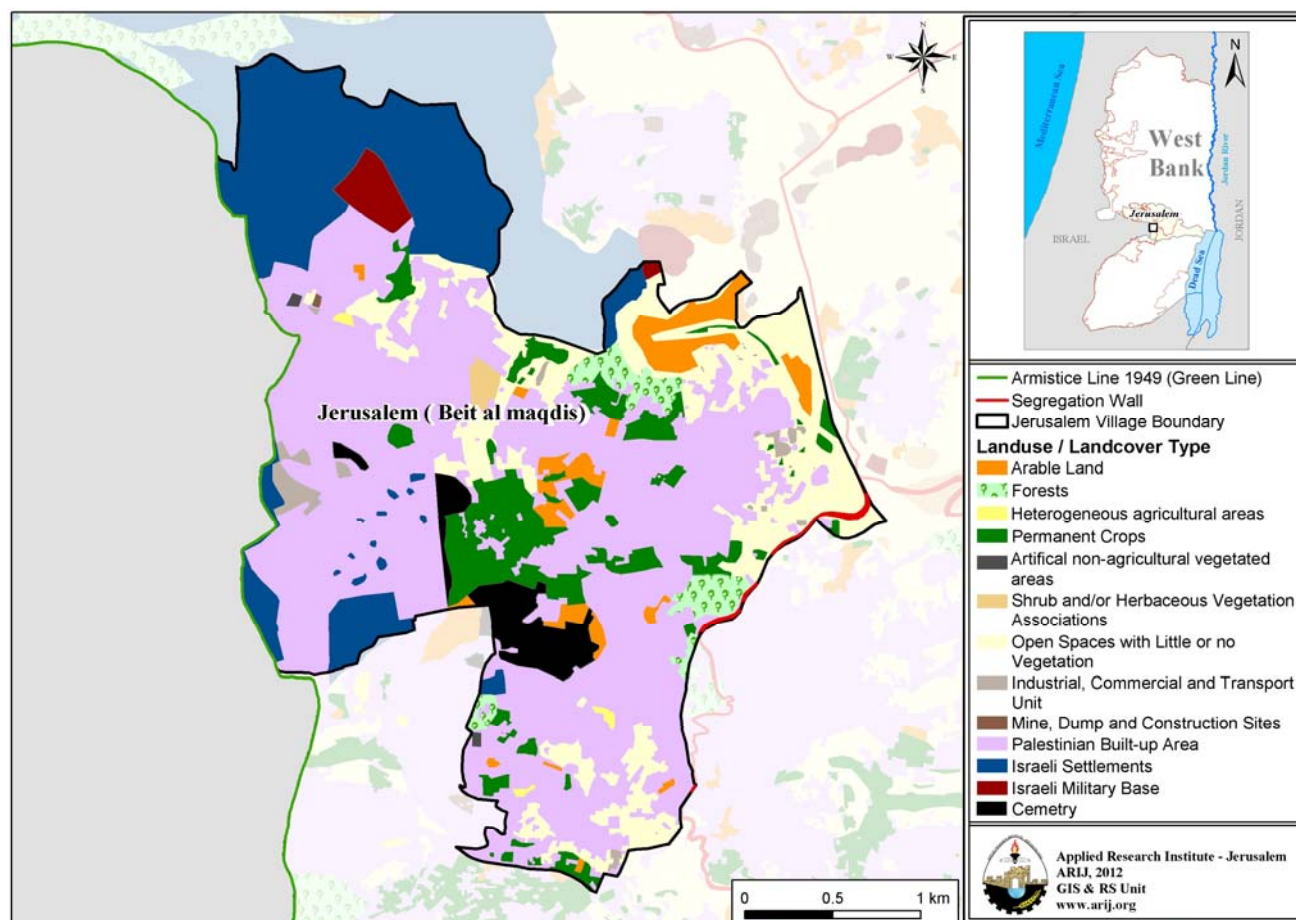 N
W
E
S
Jerusalem ( Beit al maqdis)
0
0.5
1 km
N
Mediterranean Sea
West
Bank
Jordan River
Jerusalem
ISRAEL
JORDAN
Dead Sea
Armistice Line 1949 (Green Line)
Segregation Wall
Jerusalem Village Boundary
Landuse / Landcover Type
Arable Land
Forests
Heterogeneous agricultural areas
Permanent Crops
Artifical non-agricultural vegetated
areas
Shrub and/or Herbaceous Vegetation
Associations
Open Spaces with Little or no
Vegetation
Industrial, Commercial and Transport
Unit
Mine, Dump and Construction Sites
Palestinian Built-up Area
Israeli Settlements
Israeli Military Base
Cemetry
Applied Research Institute - Jerusalem
ARIJ, 2012
GIS & RS Unit
www.arij.org